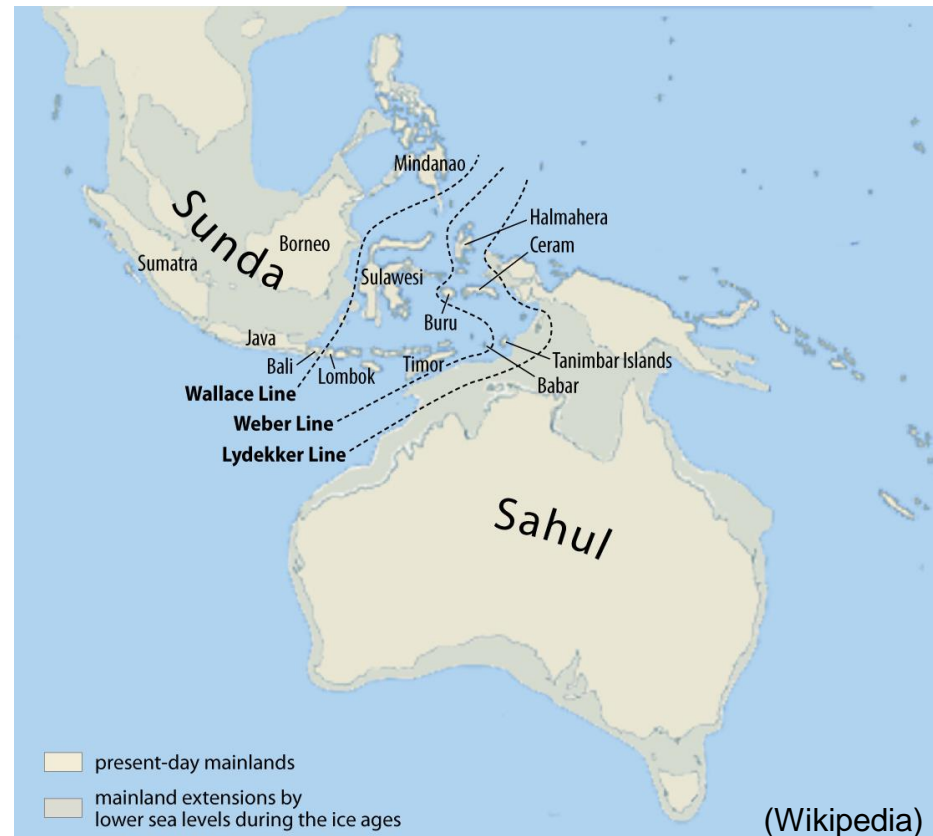 Mindanao
Halmahera
Ceram
Sunda
Borneo
Sumatra
Sulawesi
Buru
Java
Bali
Lombok
Timor
Tanimbar Islands
Babar
Wallace Line
Weber Line
Lydekker Line
Sahul
present-day mainlands
mainland extensions by
lower sea levels during the ice ages
(Wikipedia)